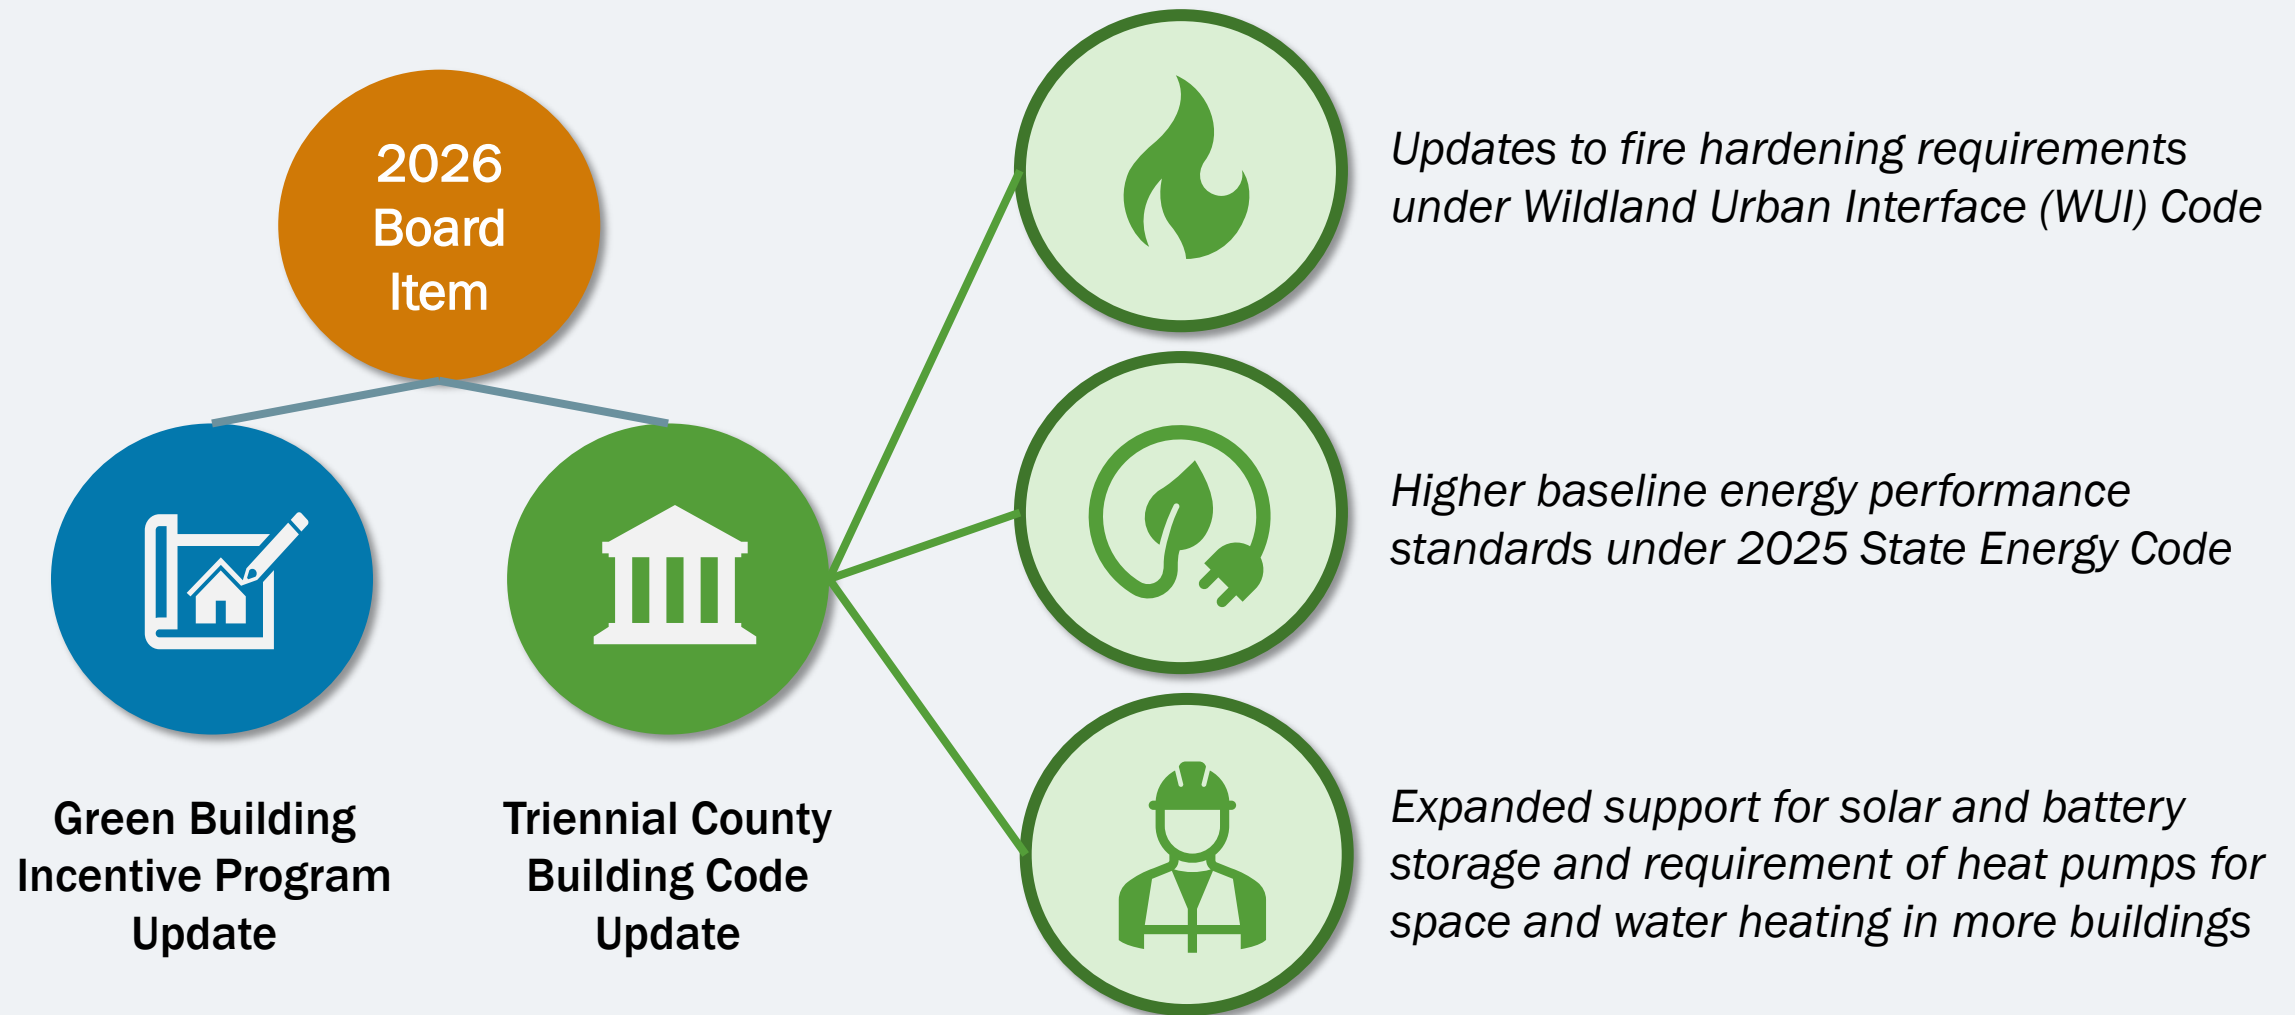 2026
Board
Item
Green Building
Incentive Program
Update
Triennial County
Building Code
Update
Updates to fire hardening requirements
under Wildland Urban Interface (WUI) Code
Higher baseline energy performance
standards under 2025 State Energy Code
Expanded support for solar and battery
storage and requirement of heat pumps for
space and water heating in more buildings